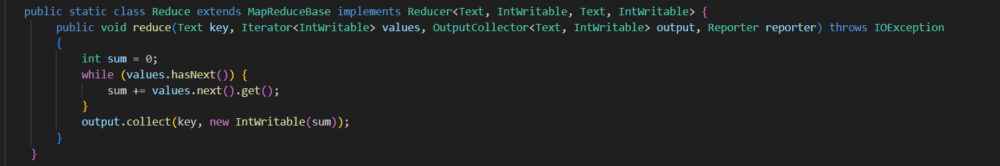 public static class Reduce extends MapReduceBase implements Reducer<Text, IntWritable, Text, IntWritable> {
    public void reduce(Text key, Iterator<IntWritable> values, OutputCollector<Text, IntWritable> output, Reporter reporter) throws IOException
    {
        int sum = 0;
        while (values.hasNext()) {
            sum += values.next().get();
        }
        output.collect(key, new IntWritable(sum));
    }
}